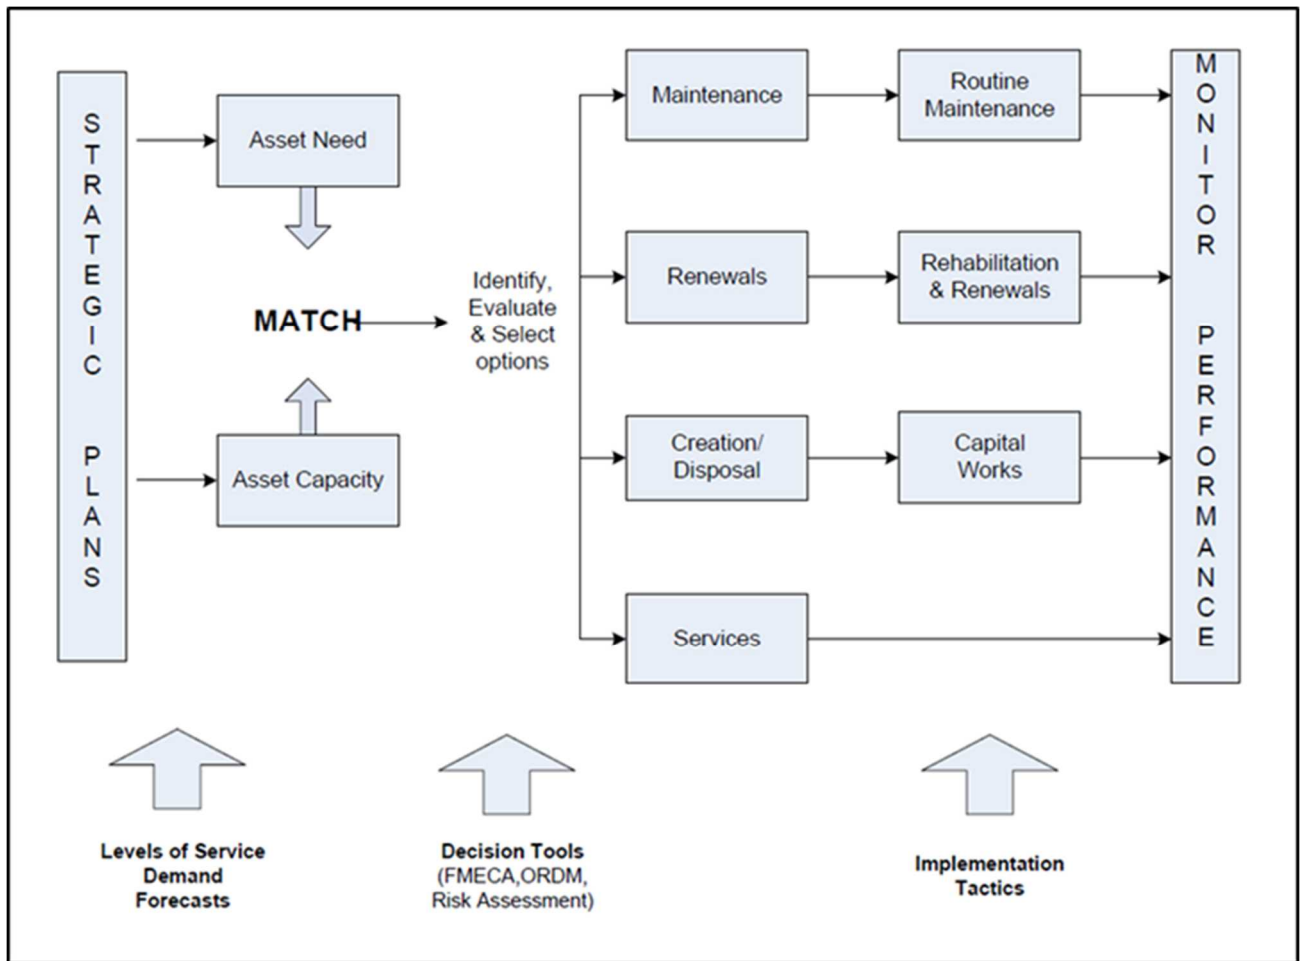 STRATEGIC PLANS
Asset Need
MATCH
Asset Capacity
Identify,
Evaluate
& Select
options
Maintenance
Routine
Maintenance
Renewals
Rehabilitation
& Renewals
Creation/
Disposal
Capital
Works
Services
MONITOR PERFORMANCE
Levels of Service
Demand
Forecasts
Decision Tools
(FMECA,ORDM,
Risk Assessment)
Implementation
Tactics